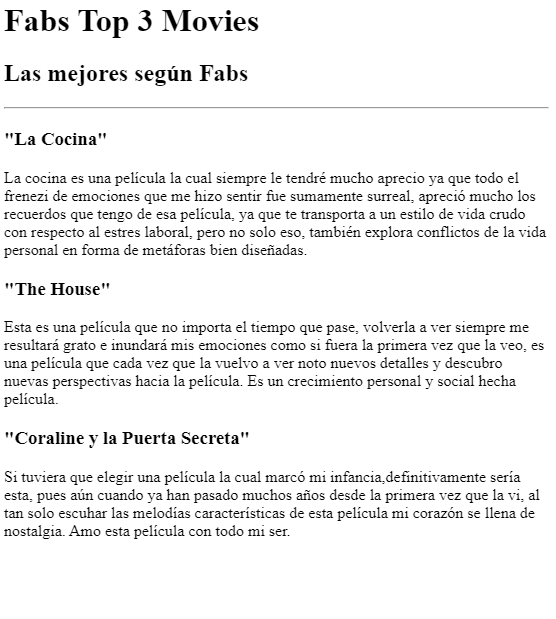 Fabs Top 3 Movies
Las mejores según Fabs
"La Cocina"
La cocina es una película la cual siempre le tendré mucho aprecio ya que todo el
frenezi de emociones que me hizo sentir fue sumamente surreal, apreció mucho los
recuerdos que tengo de esa película, ya que te transporta a un estilo de vida crudo
con respecto al estres laboral, pero no solo eso, también explora conflictos de la vida
personal en forma de metáforas bien diseñadas.
"The House"
Esta es una película que no importa el tiempo que pase, volverla a ver siempre me
resultará grato e inundará mis emociones como si fuera la primera vez que la veo, es
una película que cada vez que la vuelvo a ver noto nuevos detalles y descubro
nuevas perspectivas hacia la película. Es un crecimiento personal y social hecha
película.
"Coraline y la Puerta Secreta"
Si tuviera que elegir una película la cual marcó mi infancia,definitivamente sería
esta, pues aún cuando ya han pasado muchos años desde la primera vez que la vi, al
tan solo escuhar las melodías características de esta película mi corazón se llena de
nostalgia. Amo esta película con todo mi ser.